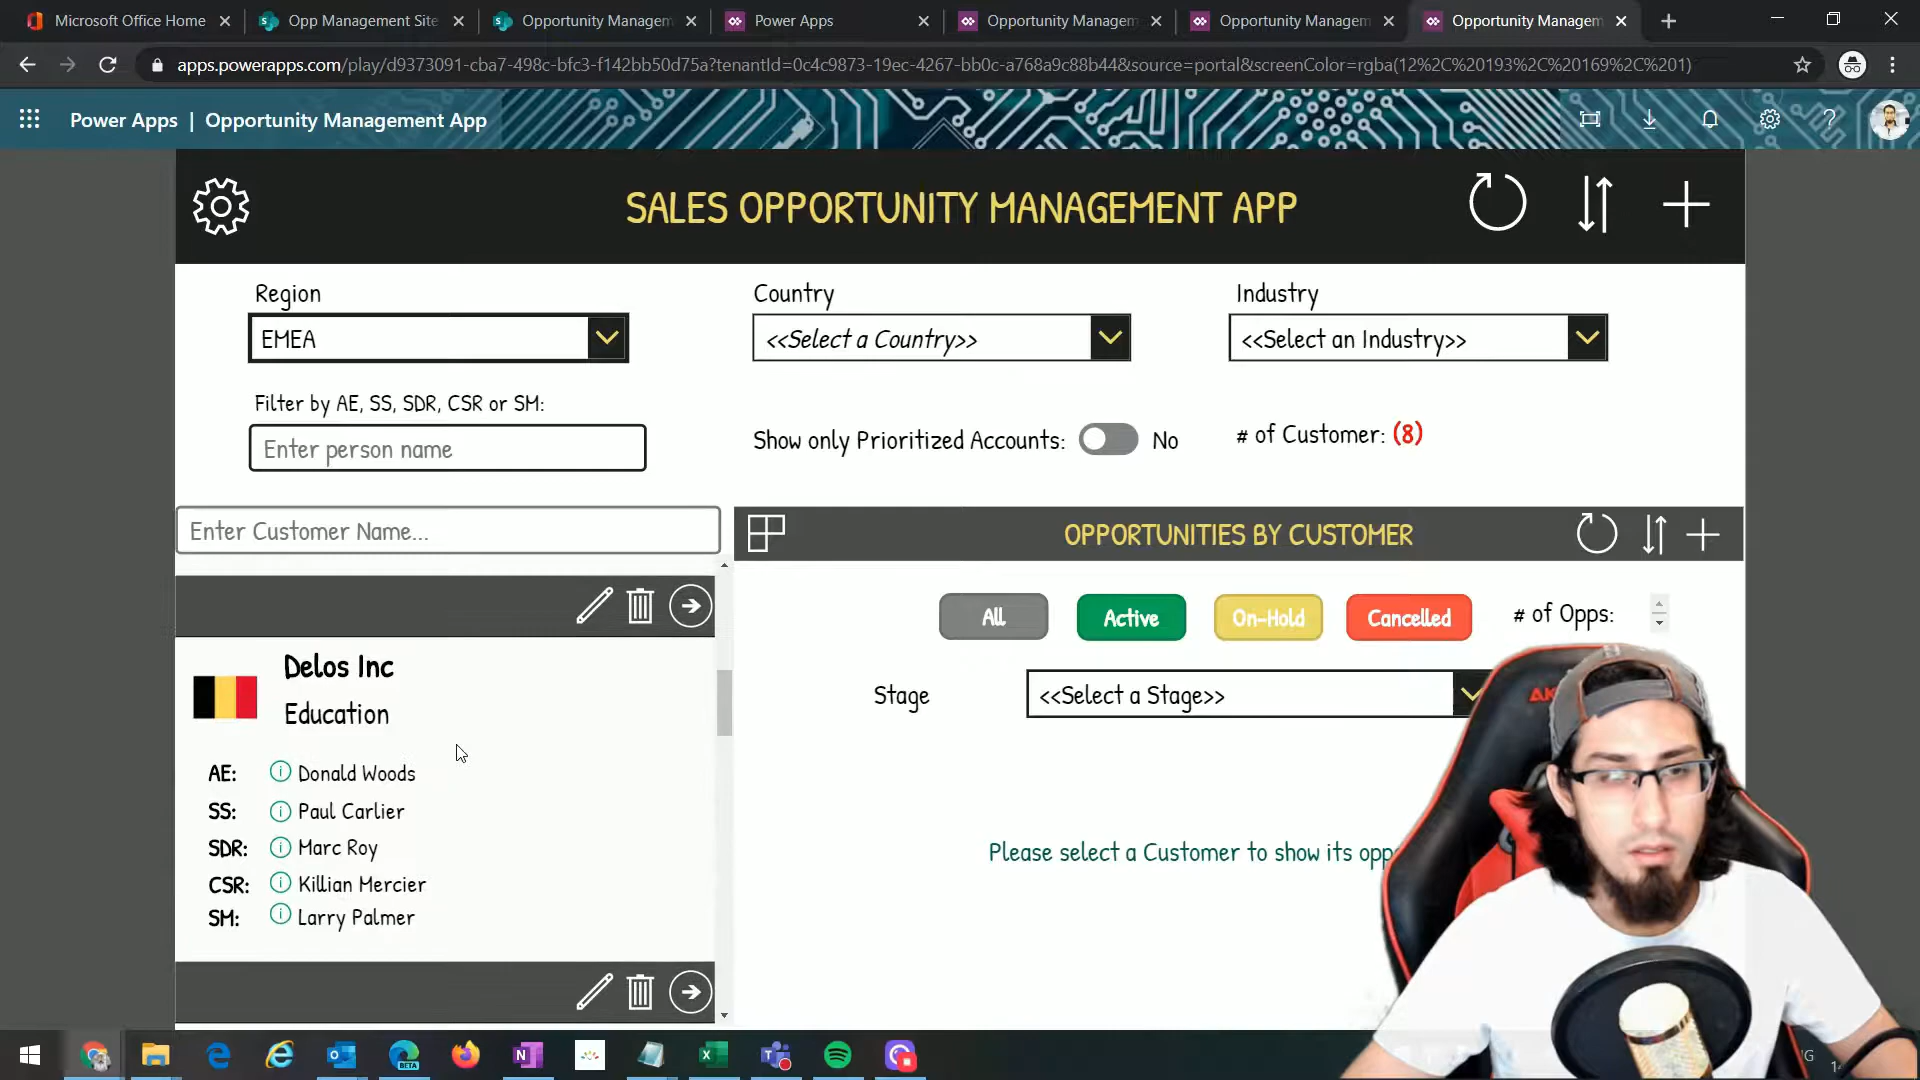 Microsoft Office Home
Opp Management Site
Opportunity Managem
Power Apps
Opportunity Managem
Opportunity Managem
Opportunity Managem
apps.powerapps.com/play/d9373091-cba7-498c-bfc3-f142bb50d75a?tenantId=0c4c9873-19ec-4267-bb0c-a768a9c88b44&source=portal&screenColor=rgba(12%2C%20193%2C%20169%2C%201)
Power Apps | Opportunity Management App
SALES OPPORTUNITY MANAGEMENT APP
Region
Country
Industry
EMEA
<<Select a Country>>
<<Select an Industry>>
Filter by AE, SS, SDR, CSR or SM:
Enter person name
Show only Prioritized Accounts: No
# of Customer: (8)
Enter Customer Name...
OPPORTUNITIES BY CUSTOMER
All
Active
On-Hold
Cancelled
# of Opps:
Delos Inc
Education
Stage
<<Select a Stage>>
AE: Donald Woods
SS: Paul Carlier
SDR: Marc Roy
CSR: Killian Mercier
SM: Larry Palmer
Please select a Customer to show its opp
BETA